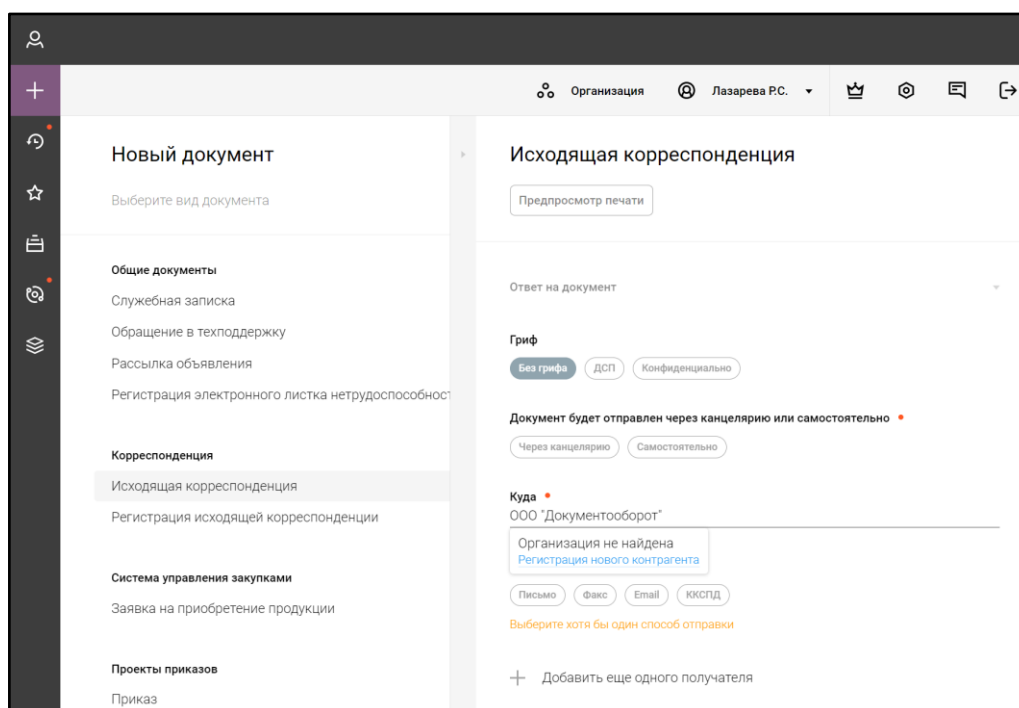 Организация
Лазарева Р.С.
Новый документ
Выберите вид документа
Общие документы
Служебная записка
Обращение в техподдержку
Рассылка объявления
Регистрация электронного листка нетрудоспособност
Корреспонденция
Исходящая корреспонденция
Регистрация исходящей корреспонденции
Система управления закупками
Заявка на приобретение продукции
Проекты приказов
Приказ
Исходящая корреспонденция
Предпросмотр печати
Ответ на документ
Гриф
Без грифа ДСП Конфиденциально
Документ будет отправлен через канцелярию или самостоятельно
Через канцелярию Самостоятельно
Куда
ООО "Документооборот"
Организация не найдена
Регистрация нового контрагента
Письмо Факс Email ККСПД
Выберите хотя бы один способ отправки
Добавить еще одного получателя